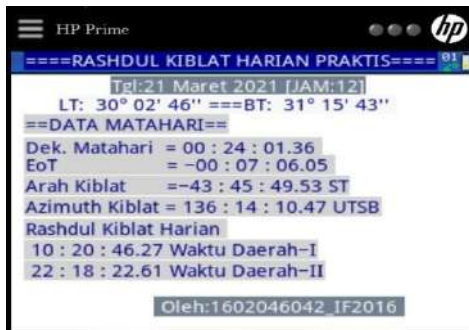 HP Prime
hp
====RASHDUL KIBLAT HARIAN PRAKTIS====
01
Tgl:21 Maret 2021 [JAM:12]
LT: 30° 02' 46'' ===BT: 31° 15' 43''
==DATA MATAHARI==
Dek. Matahari = 00 : 24 : 01.36
EoT = −00 : 07 : 06.05
Arah Kiblat =−43 : 45 : 49.53 ST
Azimuth Kiblat = 136 : 14 : 10.47 UTSB
Rashdul Kiblat Harian
10 : 20 : 46.27 Waktu Daerah−I
22 : 18 : 22.61 Waktu Daerah−II
Oleh:1602046042_IF2016